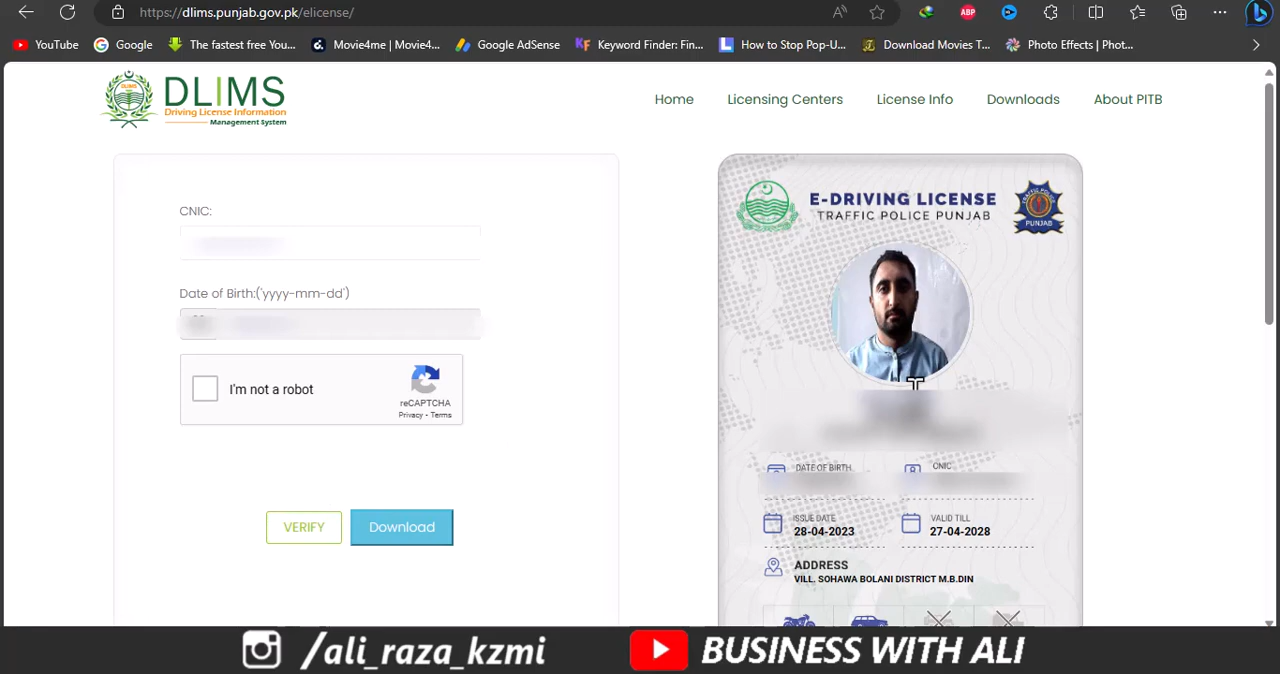 https://dlims.punjab.gov.pk/elicense/
YouTube
Google
The fastest free You...
Movie4me | Movie4...
Google AdSense
Keyword Finder: Fin...
How to Stop Pop-U...
Download Movies T...
Photo Effects | Phot...
DLIMS
Driving License Information
Management System
Home
Licensing Centers
License Info
Downloads
About PITB
CNIC:
Date of Birth:('yyyy-mm-dd')
I'm not a robot
reCAPTCHA
Privacy - Terms
VERIFY
Download
E-DRIVING LICENSE
TRAFFIC POLICE PUNJAB
PUNJAB
DATE OF BIRTH
CNIC
ISSUE DATE
28-04-2023
VALID TILL
27-04-2028
ADDRESS
VILL. SOHAWA BOLANI DISTRICT M.B.DIN
/ali_raza_kzmi
BUSINESS WITH ALI